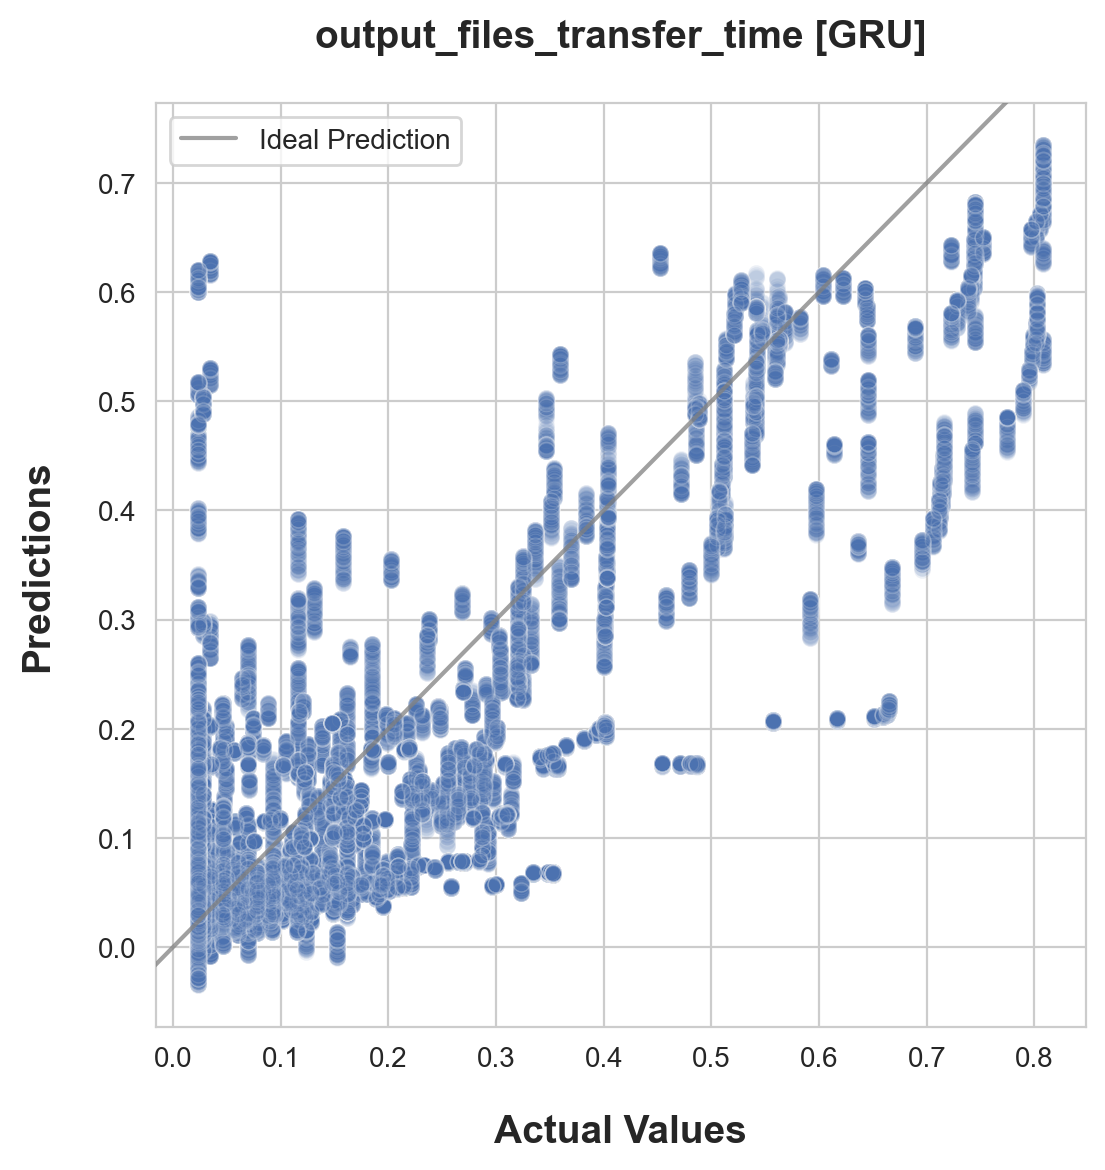 output_files_transfer_time [GRU]
Ideal Prediction
0.7
0.6
0.5
0.4
0.3
0.2
0.1
0.0
Predictions
0.0 0.1 0.2 0.3 0.4 0.5 0.6 0.7 0.8
Actual Values